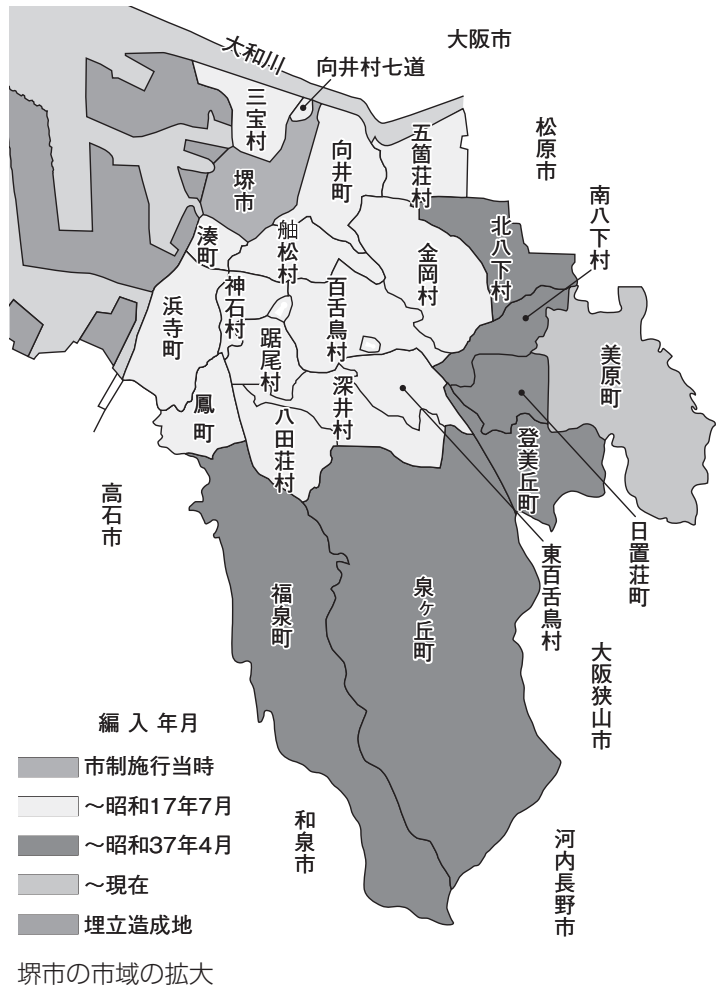 大和川
大阪市
向井村七道
三宝村
向井町
五箇荘村
松原市
堺市
南八下村
北八下村
湊町
舳松村
金岡村
神石村
百舌鳥村
浜寺町
踞尾村
美原町
鳳町
八田荘村
深井村
登美丘町
高石市
日置荘町
東百舌鳥村
福泉町
泉ヶ丘町
大阪狭山市
和泉市
河内長野市
編入年月
市制施行当時
～昭和17年7月
～昭和37年4月
～現在
埋立造成地
堺市の市域の拡大